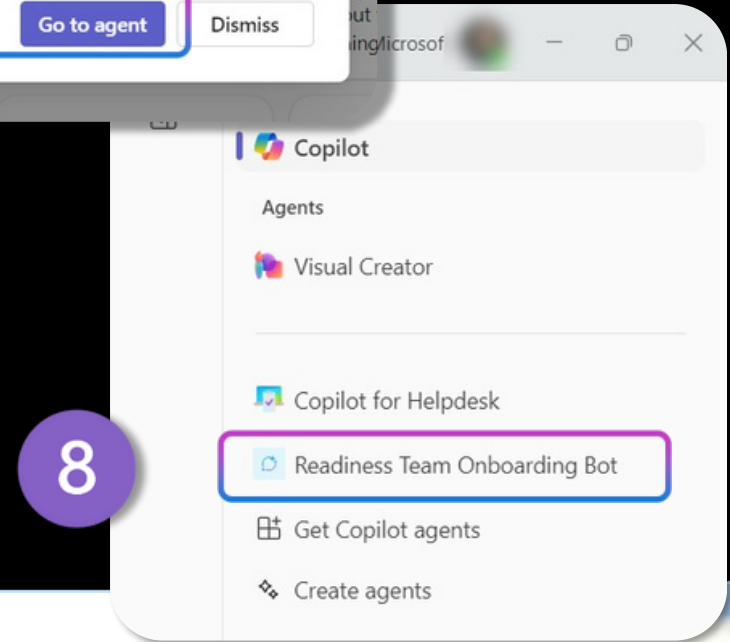 Go to agent
Dismiss
Copilot
Agents
Visual Creator
Copilot for Helpdesk
8
Readiness Team Onboarding Bot
Get Copilot agents
Create agents